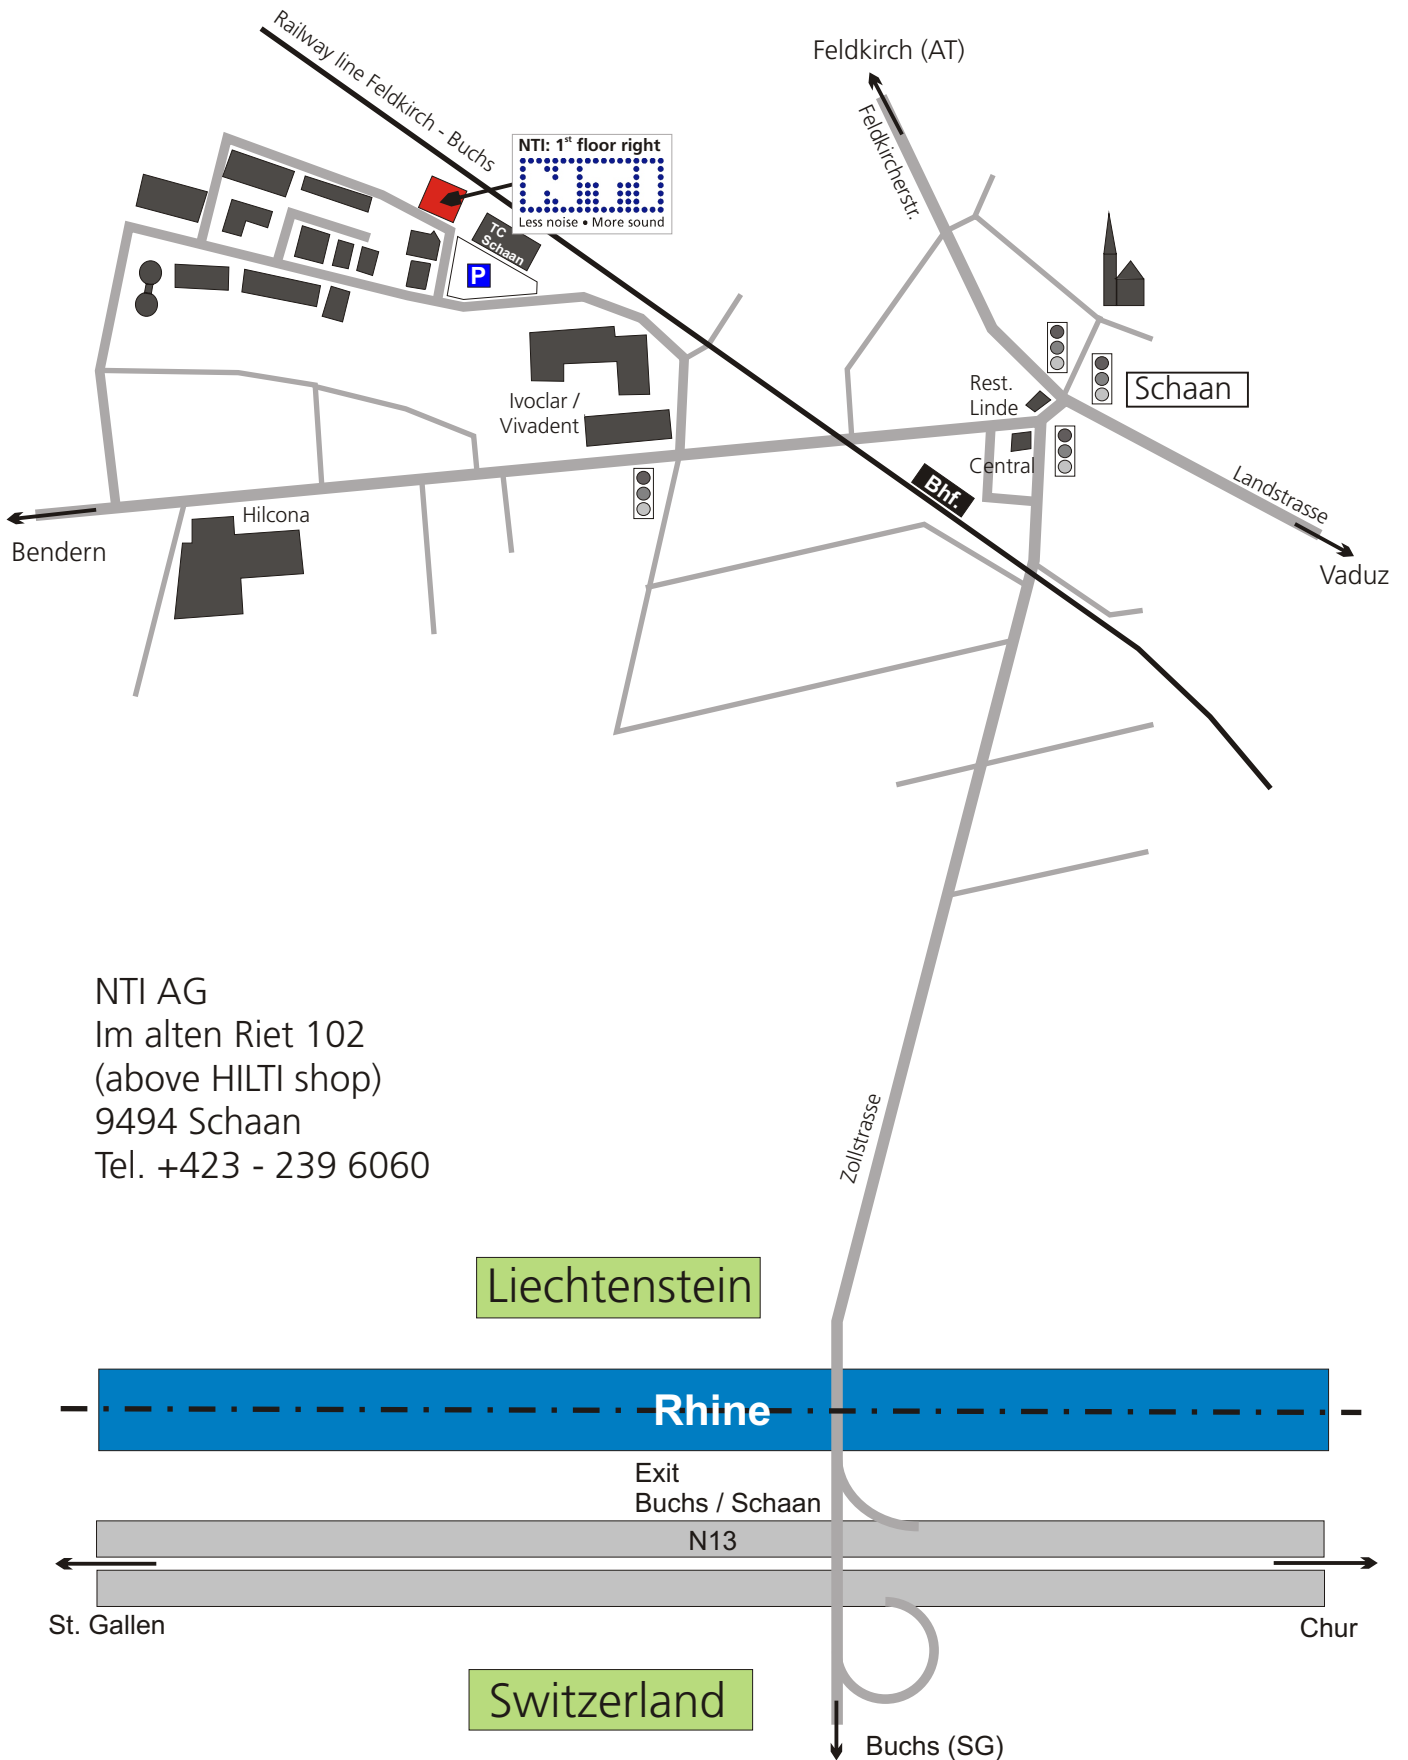 Railway line Feldkirch - Buchs
Feldkirch (AT)
Feldkircherstr.
NTI: 1st floor right
Less noise • More sound
TC
Schaan
P
Ivoclar /
Vivadent
Rest.
Linde
Schaan
Central
Bhf.
Landstrasse
Vaduz
Hilcona
Bendern
NTI AG
Im alten Riet 102
(above HILTI shop)
9494 Schaan
Tel. +423 - 239 6060
Zollstrasse
Liechtenstein
Rhine
Exit
Buchs / Schaan
N13
St. Gallen
Chur
Switzerland
Buchs (SG)